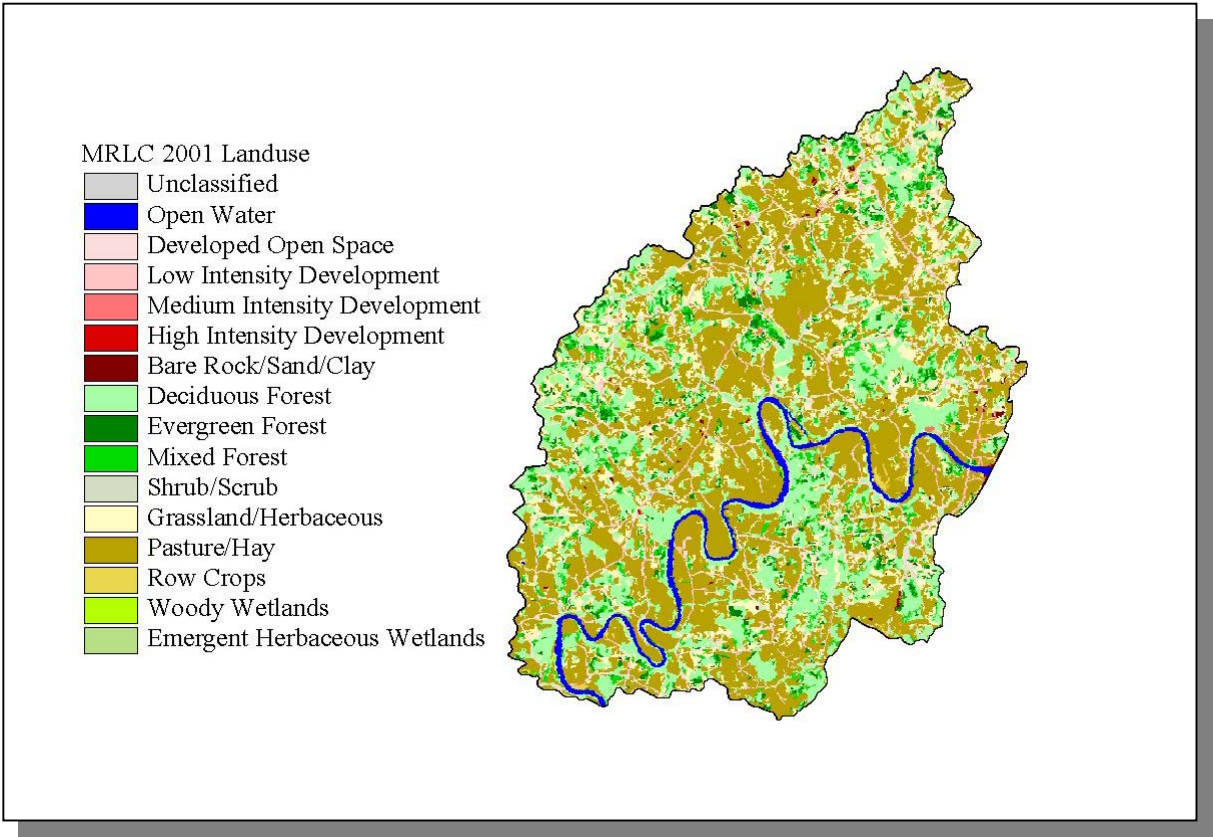 MRLC 2001 Landuse
Unclassified
Open Water
Developed Open Space
Low Intensity Development
Medium Intensity Development
High Intensity Development
Bare Rock/Sand/Clay
Deciduous Forest
Evergreen Forest
Mixed Forest
Shrub/Scrub
Grassland/Herbaceous
Pasture/Hay
Row Crops
Woody Wetlands
Emergent Herbaceous Wetlands